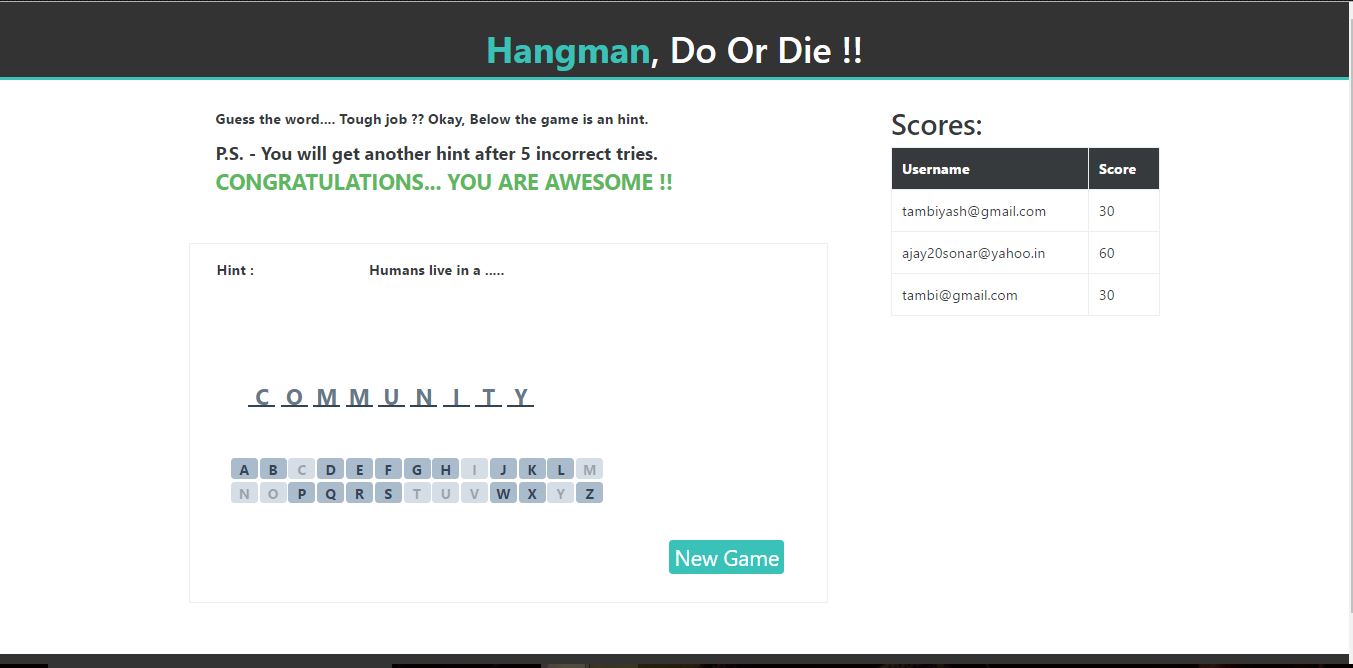 Hangman, Do Or Die !!
Guess the word.... Tough job ?? Okay, Below the game is an hint.
P.S. - You will get another hint after 5 incorrect tries.
CONGRATULATIONS... YOU ARE AWESOME !!
Hint : Humans live in a .....
C O M M U N I T Y
A B C D E F G H I J K L M
N O P Q R S T U V W X Y Z
New Game
Scores:
Username Score
tambiyash@gmail.com 30
ajay20sonar@yahoo.in 60
tambi@gmail.com 30